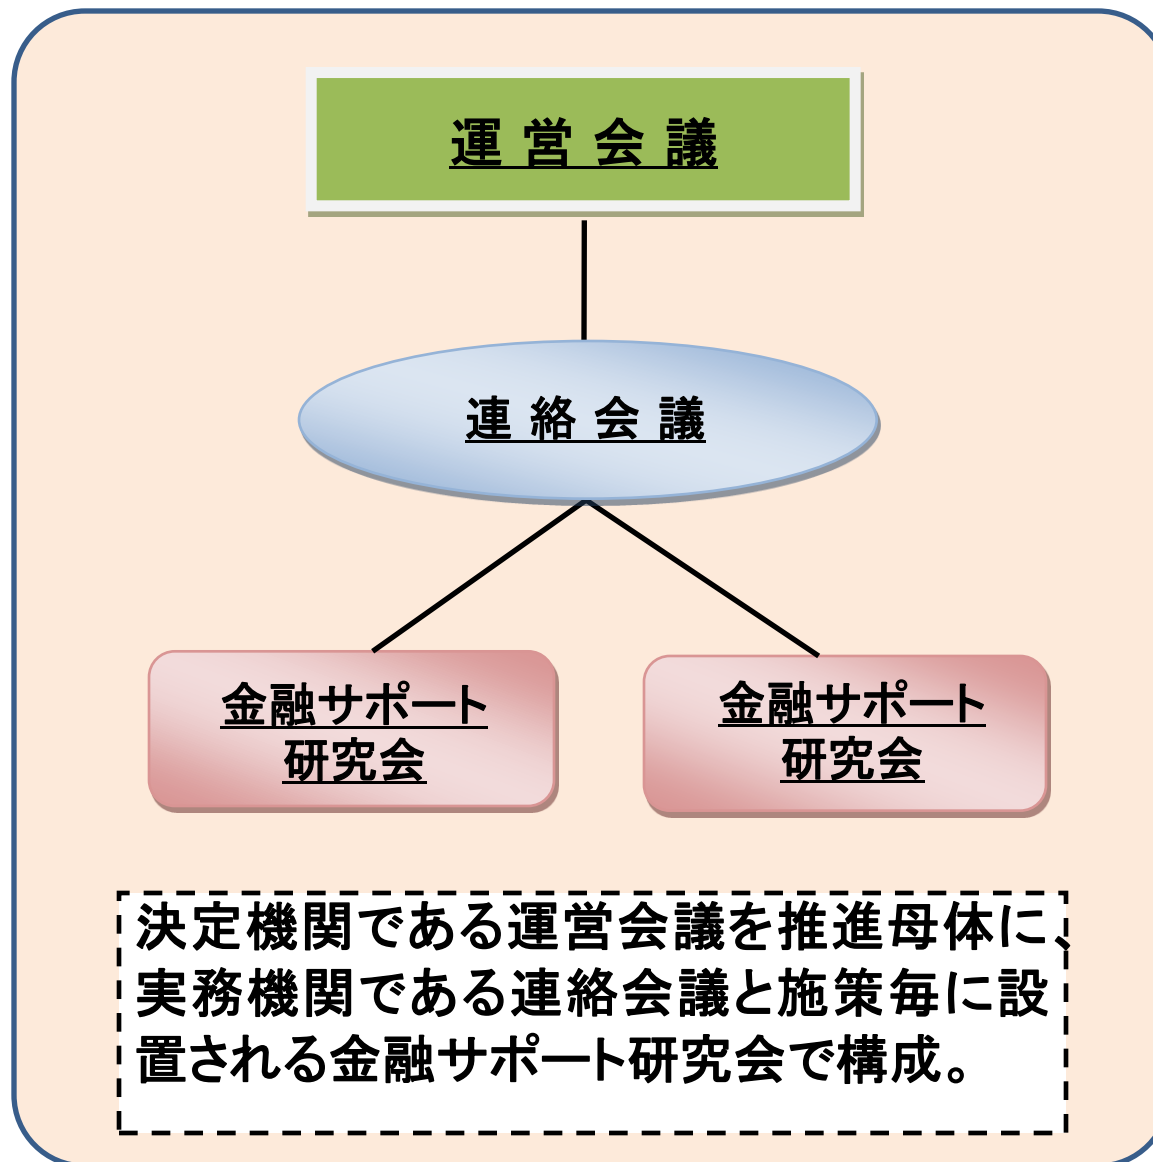 運 営 会 議
連 絡 会 議
金融サポート
研究会
金融サポート
研究会
決定機関である運営会議を推進母体に、
実務機関である連絡会議と施策毎に設
置される金融サポート研究会で構成。